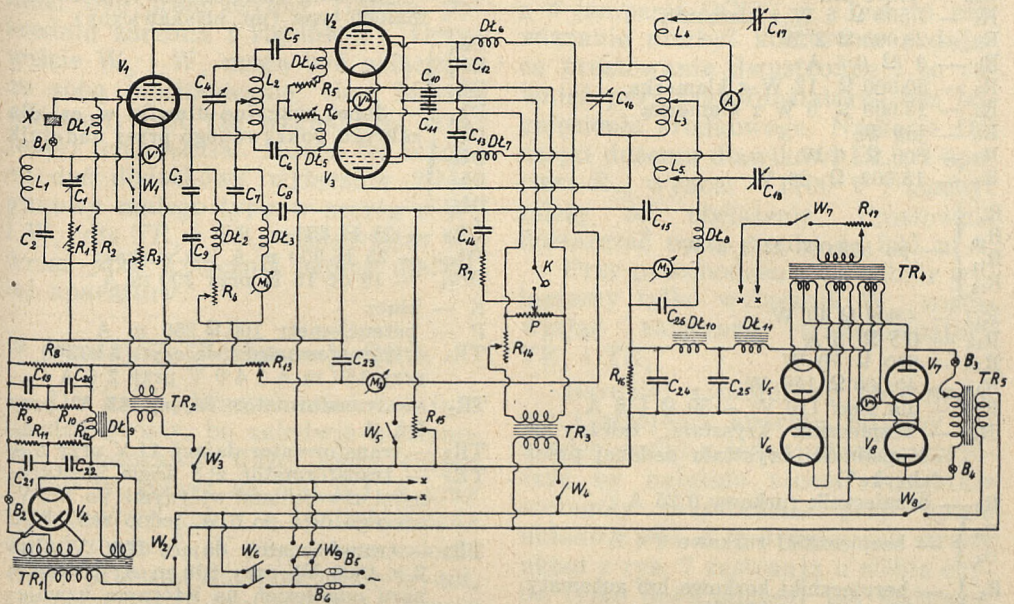 V₁
V₂
V₃
C₅
C₄
L₂
DŁ₄
R₅
R₆
DŁ₅
C₆
V
C₁₀
C₁₁
C₁₂
C₁₃
DŁ₆
DŁ₇
C₁₆
L₄
C₁₇
L₃
A
L₅
C₁₈
X
B₁
DŁ₁
L₁
C₁
V
W₁
C₃
C₇
C₈
C₂
R₁
R₂
R₃
C₉
DŁ₂
DŁ₃
R₄
M
C₁₄
R₇
K
P
R₁₄
C₁₅
M₃
DŁ₈
C₂₆
W₇
R₁₇
TR₄
x x
R₈
C₁₉
C₂₀
R₉
R₁₀
R₁₁
R₁₂
DŁ₉
C₂₁
C₂₂
TR₂
W₃
R₁₃
C₂₃
M₂
W₅
R₁₅
x
x
TR₃
W₄
R₁₆
DŁ₁₀
DŁ₁₁
C₂₄
C₂₅
V₅
V₆
V₇
V₈
B₃
TR₅
B₄
W₈
B₂
V₄
TR₁
W₂
W₆
W₉
B₅
B₆
~